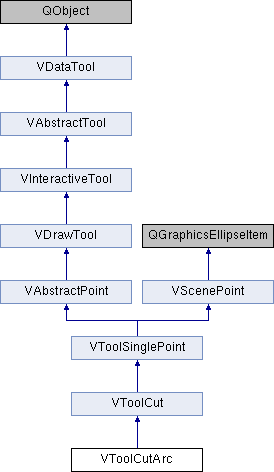 QObject
VDataTool
VAbstractTool
VInteractiveTool
VDrawTool
QGraphicsEllipseItem
VAbstractPoint
VScenePoint
VToolSinglePoint
VToolCut
VToolCutArc